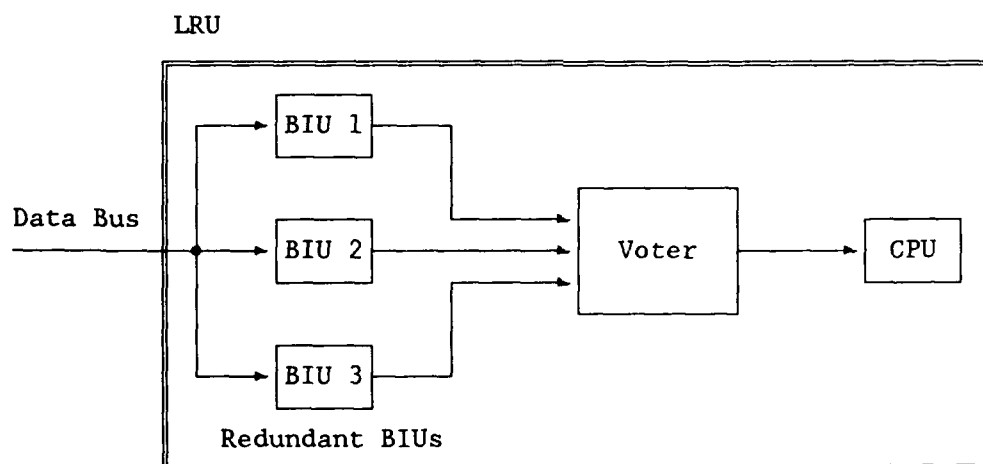 LRU
BIU 1
Data Bus
BIU 2
Voter
CPU
BIU 3
Redundant BIUs